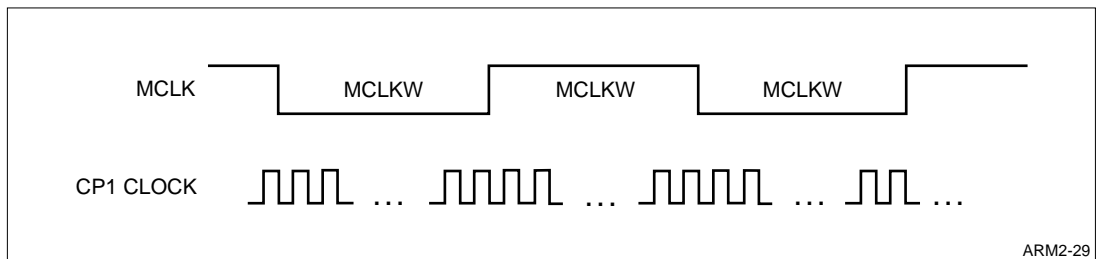 MCLK MCLKW MCLKW MCLKW
CP1 CLOCK ... ... ... ...
ARM2-29